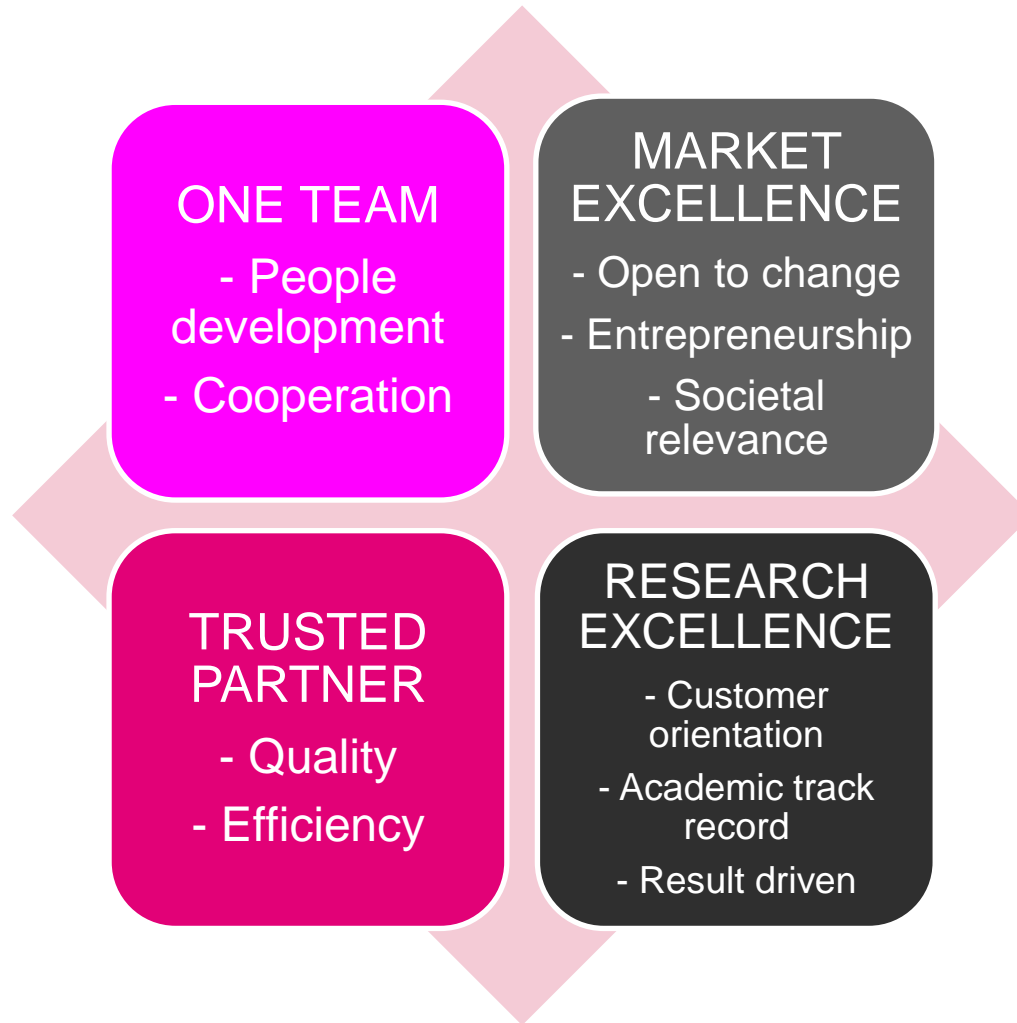 ONE TEAM
- People
development
- Cooperation
MARKET
EXCELLENCE
- Open to change
- Entrepreneurship
- Societal
relevance
TRUSTED
PARTNER
- Quality
- Efficiency
RESEARCH
EXCELLENCE
- Customer
orientation
- Academic track
record
- Result driven